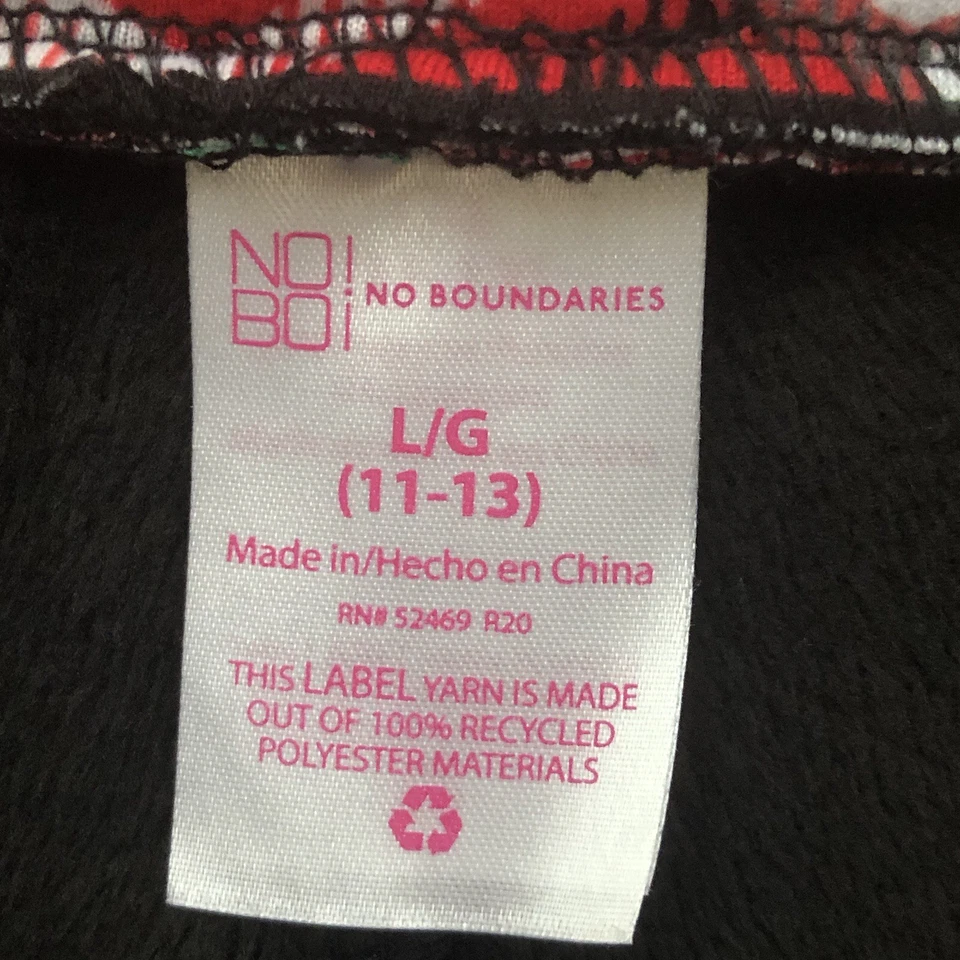 NO!
BO!
NO BOUNDARIES
L/G
(11-13)
Made in/Hecho en China
RN# 52469 R20
THIS LABEL YARN IS MADE
OUT OF 100% RECYCLED
POLYESTER MATERIALS